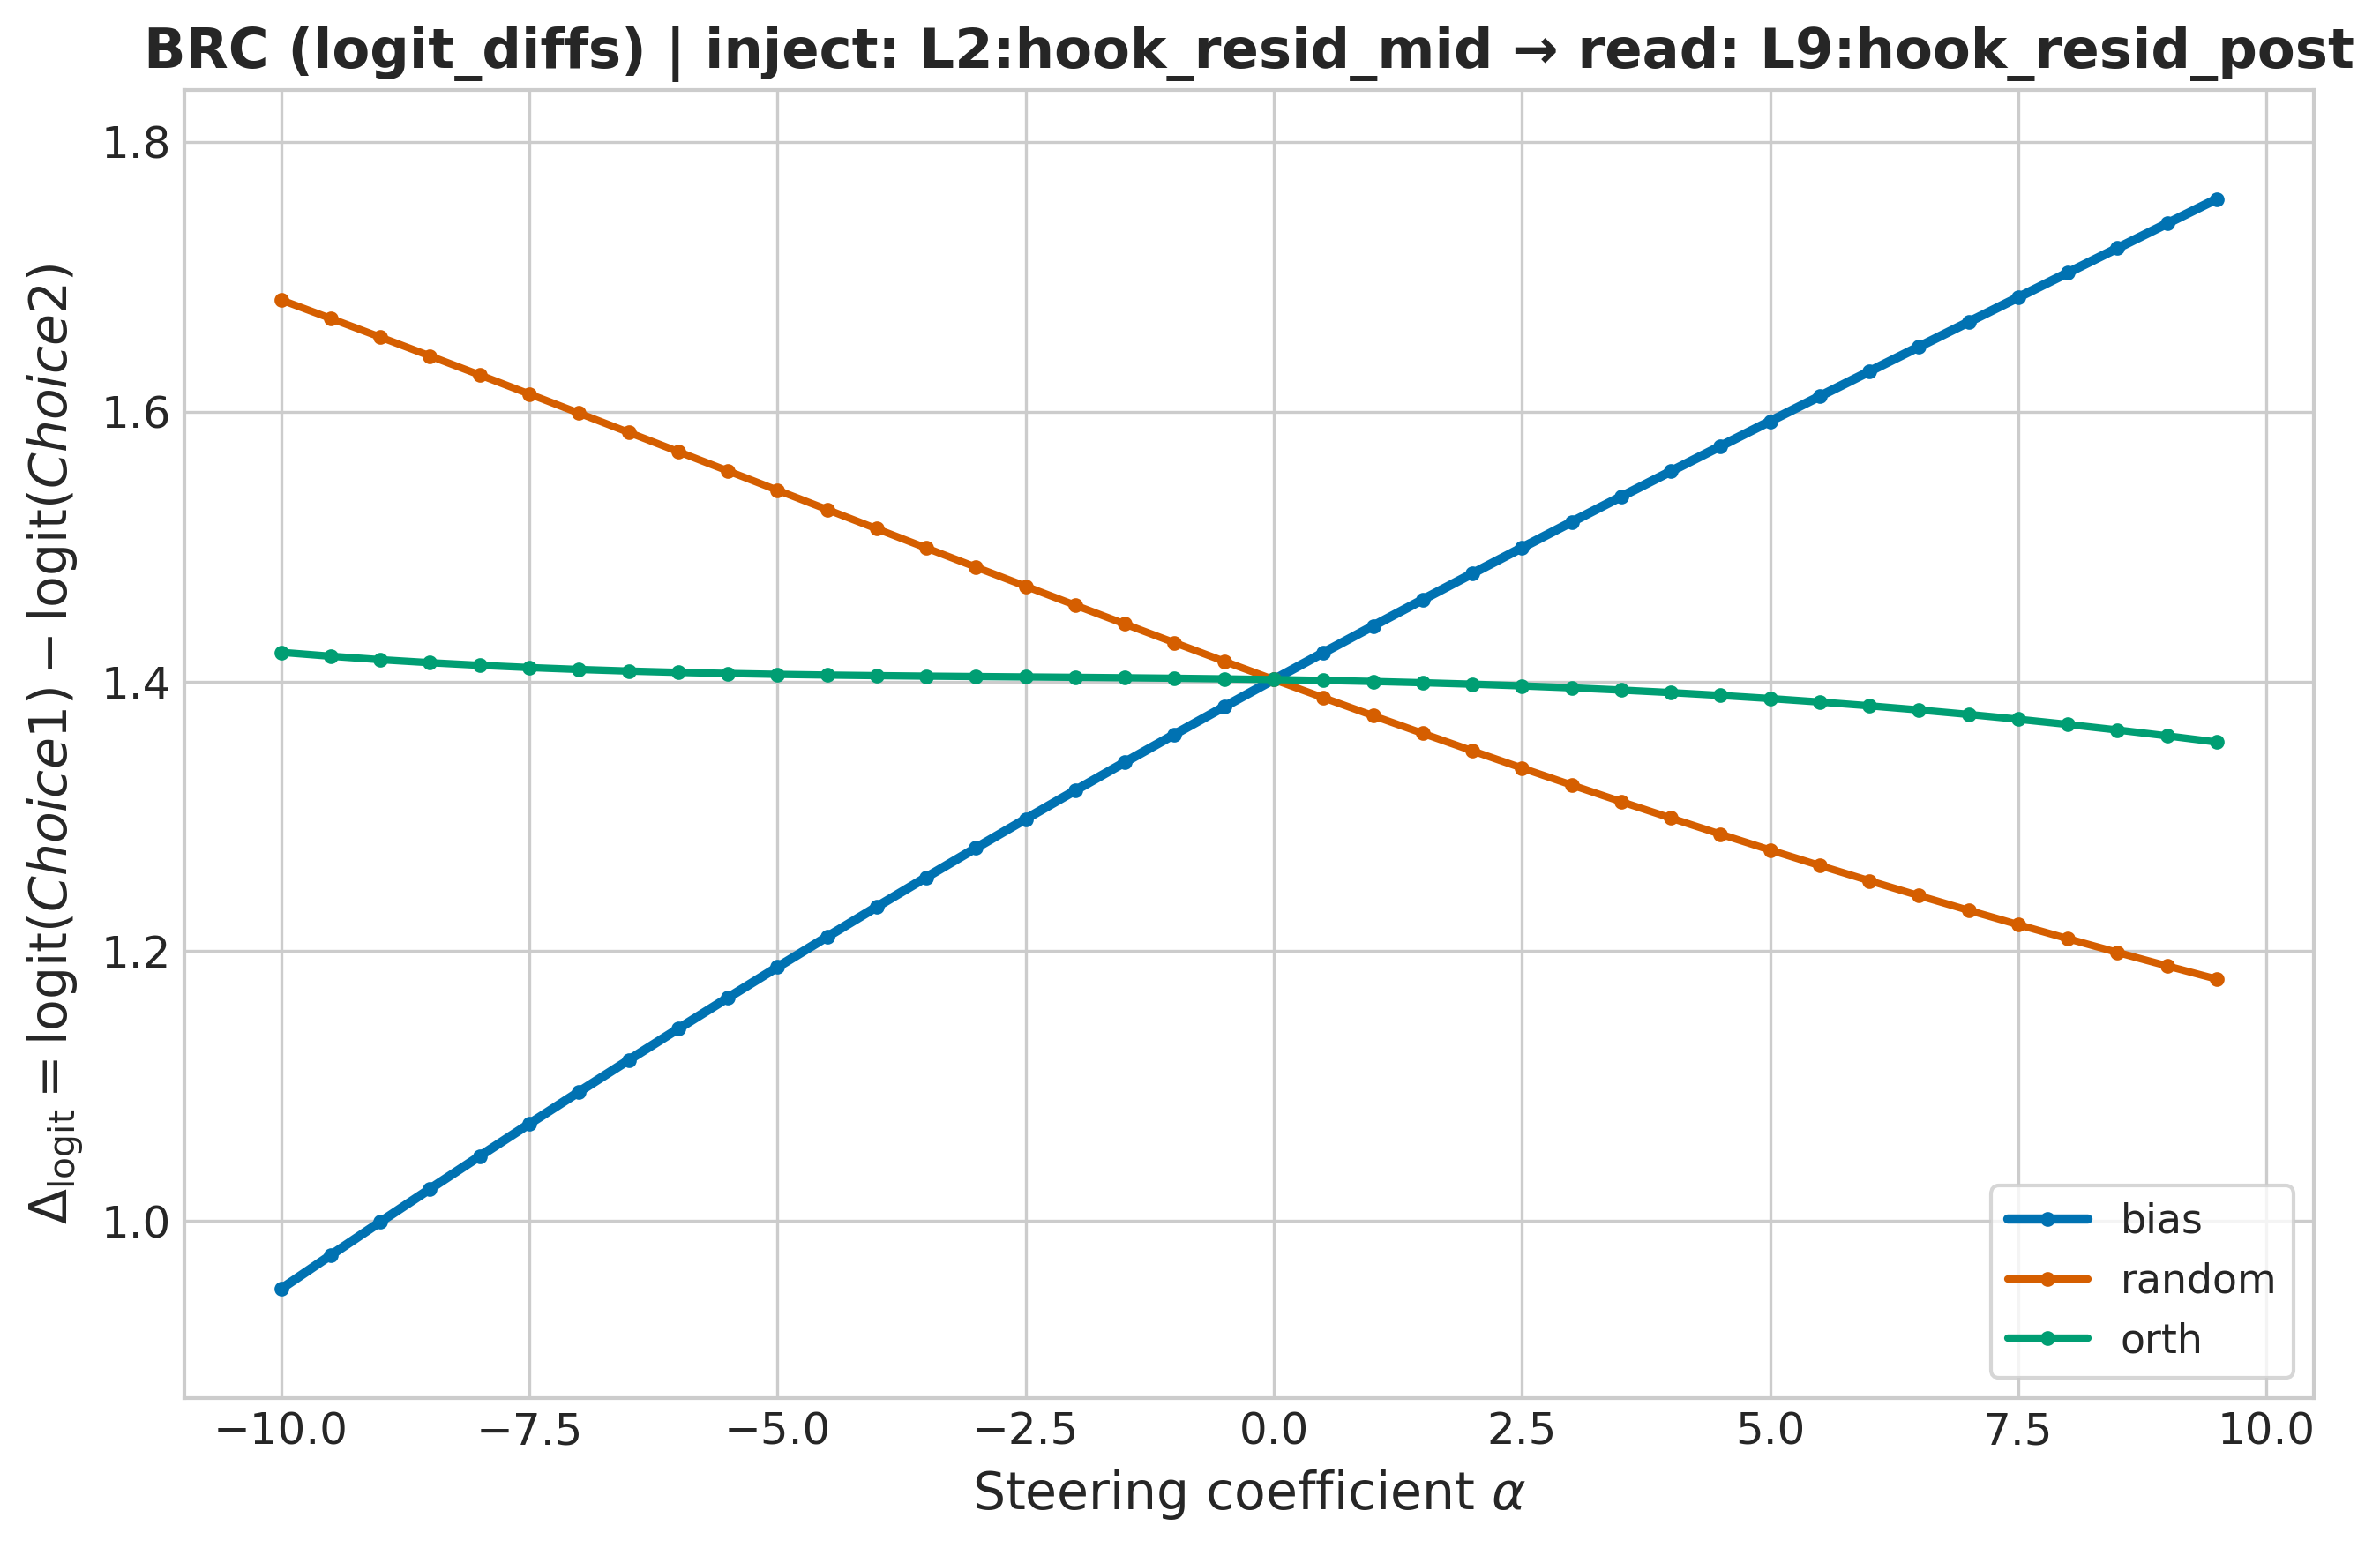 BRC (logit_diffs) | inject: L2:hook_resid_mid → read: L9:hook_resid_post
Δlogit = logit(Choice1) − logit(Choice2)
1.8
1.6
1.4
1.2
1.0
bias
random
orth
−10.0 −7.5 −5.0 −2.5 0.0 2.5 5.0 7.5 10.0
Steering coefficient α